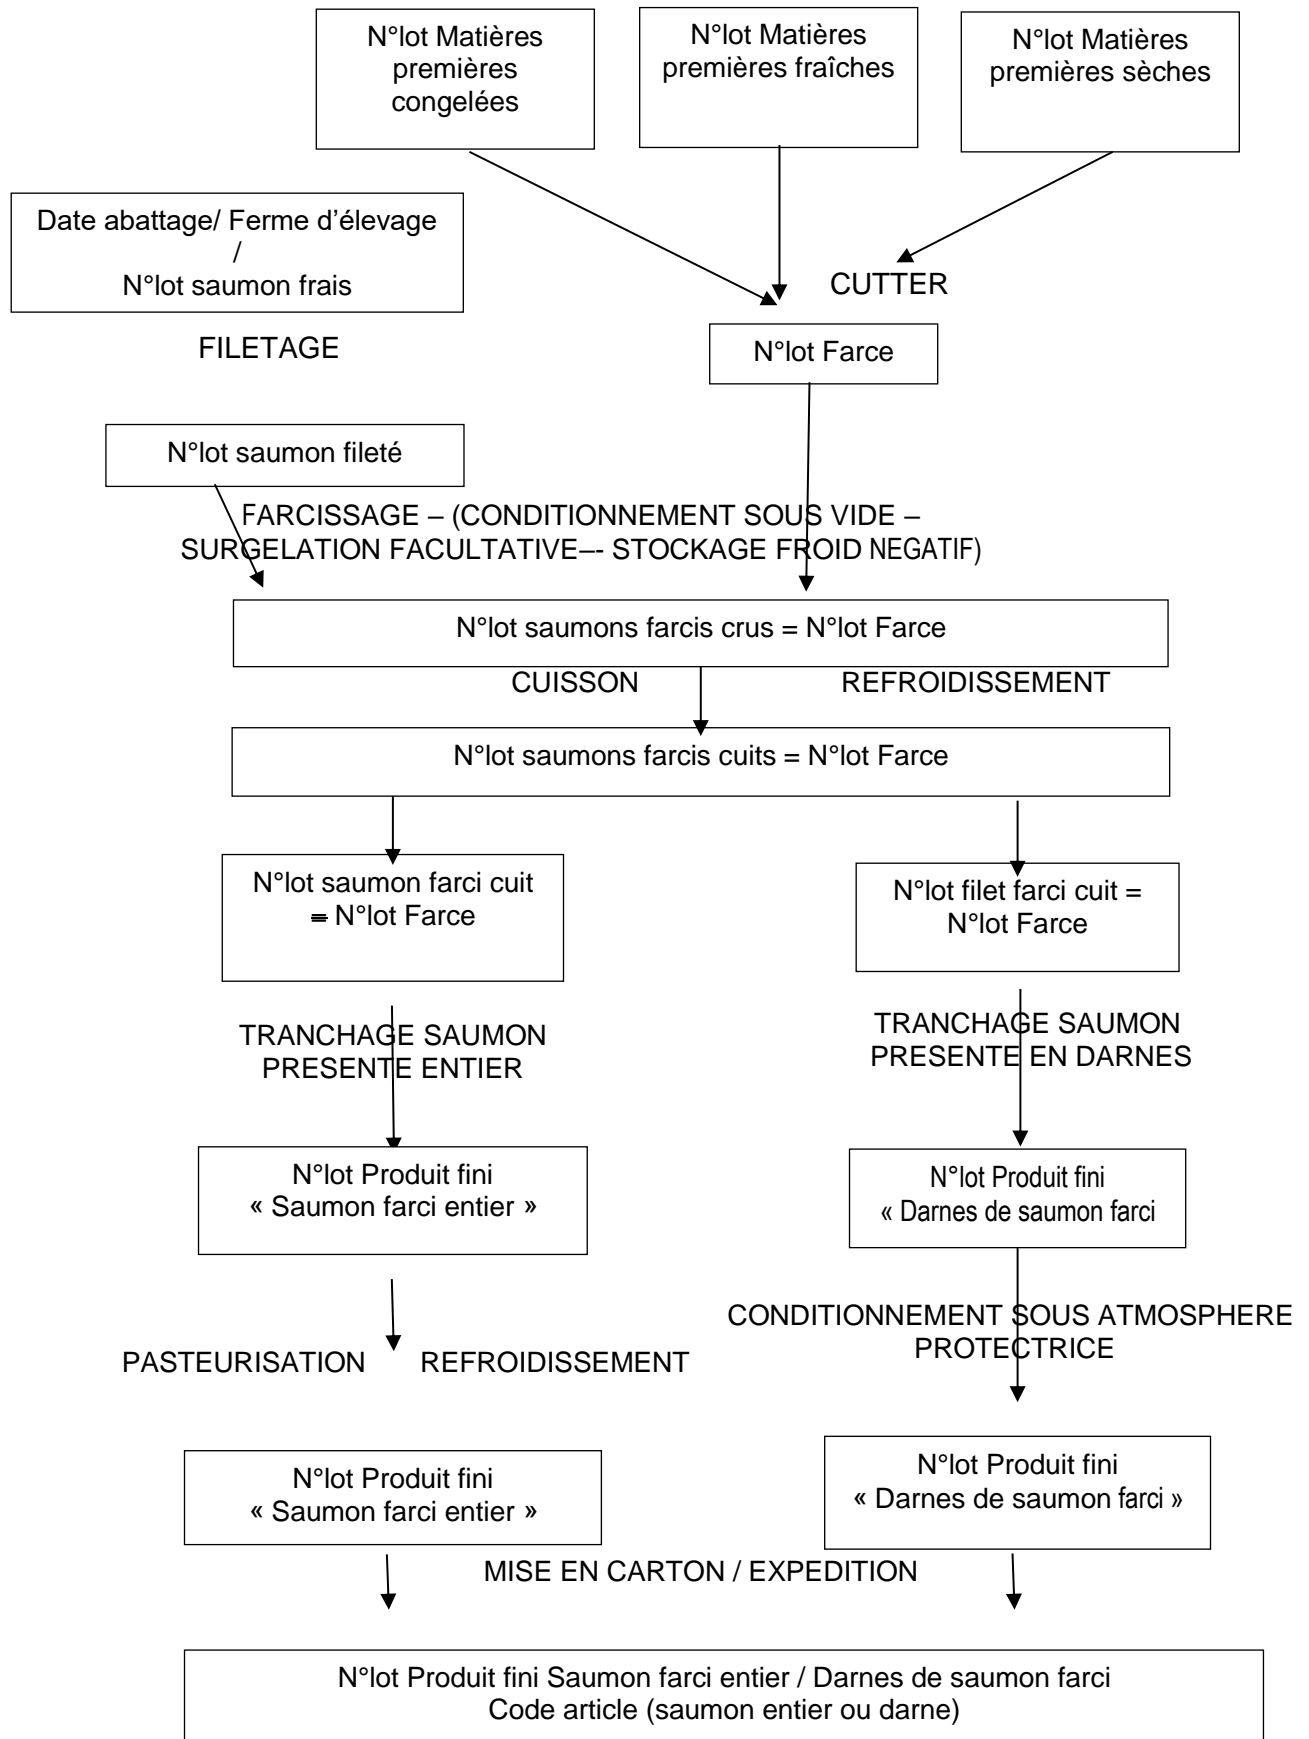 N°lot Matières
premières
congelées
N°lot Matières
premières fraîches
N°lot Matières
premières sèches
Date abattage/ Ferme d’élevage
/
N°lot saumon frais
CUTTER
FILETAGE
N°lot Farce
N°lot saumon fileté
FARCISSAGE – (CONDITIONNEMENT SOUS VIDE –
SURGELATION FACULTATIVE–- STOCKAGE FROID NEGATIF)
N°lot saumons farcis crus = N°lot Farce
CUISSON REFROIDISSEMENT
N°lot saumons farcis cuits = N°lot Farce
N°lot saumon farci cuit
= N°lot Farce
N°lot filet farci cuit =
N°lot Farce
TRANCHAGE SAUMON
PRESENTE ENTIER
TRANCHAGE SAUMON
PRESENTE EN DARNES
N°lot Produit fini
« Saumon farci entier »
N°lot Produit fini
« Darnes de saumon farci
PASTEURISATION REFROIDISSEMENT
CONDITIONNEMENT SOUS ATMOSPHERE
PROTECTRICE
N°lot Produit fini
« Saumon farci entier »
N°lot Produit fini
« Darnes de saumon farci »
MISE EN CARTON / EXPEDITION
N°lot Produit fini Saumon farci entier / Darnes de saumon farci
Code article (saumon entier ou darne)